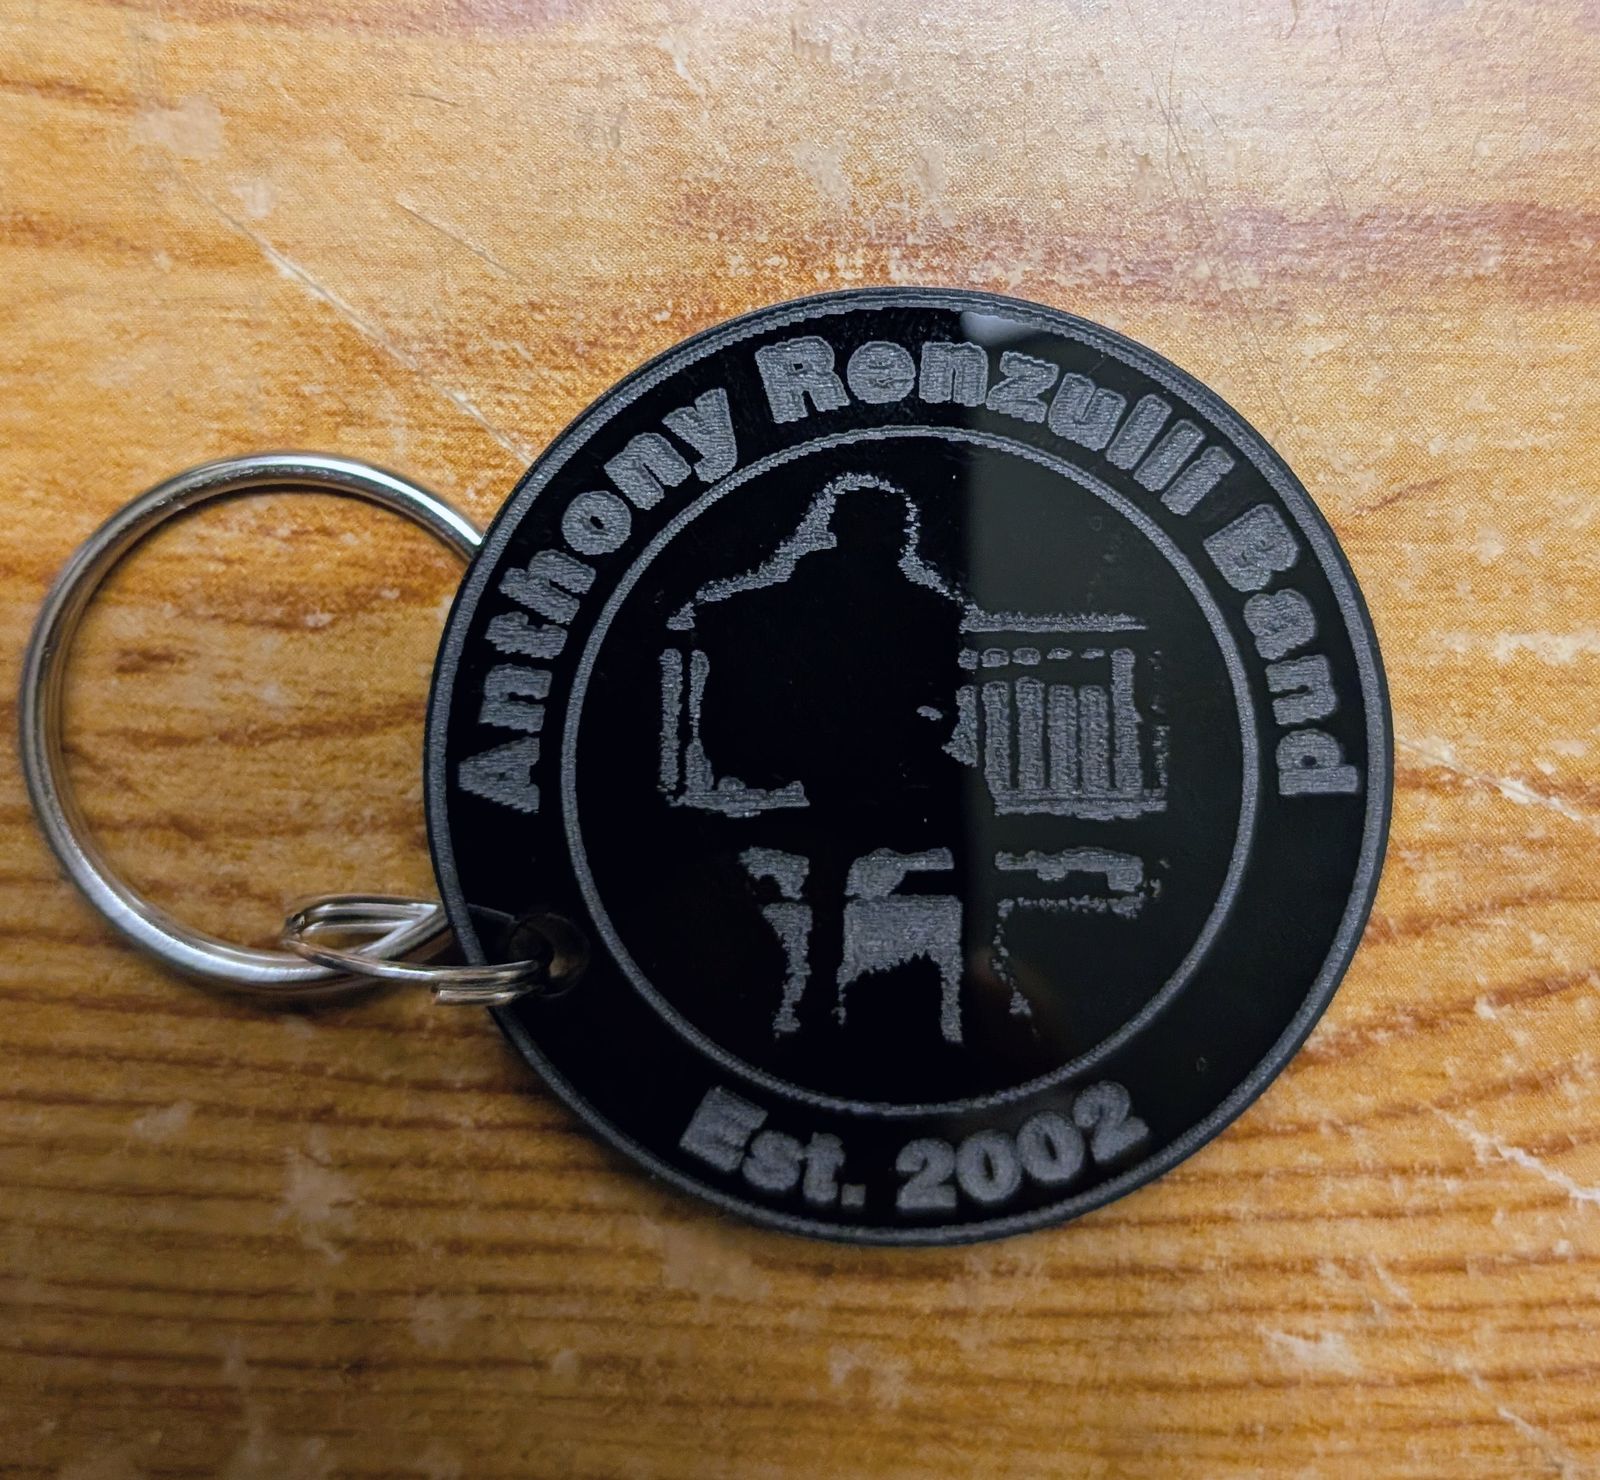 Anthony Renzulli Band
Est. 2002